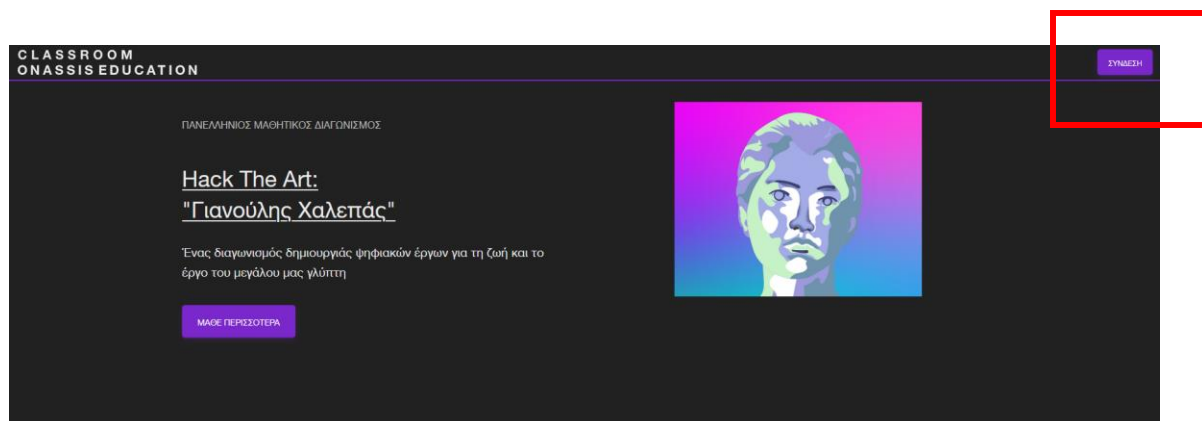 CLASSROOM
ONASSIS EDUCATION
ΣΥΝΔΕΣΗ
ΠΑΝΕΛΛΗΝΙΟΣ ΜΑΘΗΤΙΚΟΣ ΔΙΑΓΩΝΙΣΜΟΣ
Hack The Art:
"Γιανούλης Χαλεπάς"
Ένας διαγωνισμός δημιουργιάς ψηφιακών έργων για τη ζωή και το
έργο του μεγάλου μας γλύπτη
ΜΑΘΕ ΠΕΡΙΣΣΟΤΕΡΑ